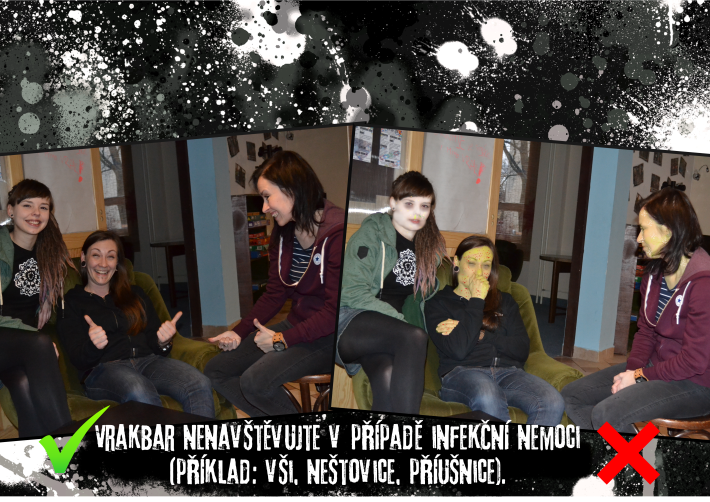 VRAKBAR NENAVŠTĚVUJTE V PŘÍPADĚ INFEKČNÍ NEMOCI
(PŘÍKLAD: VŠI, NEŠTOVICE, PŘÍUŠNICE).